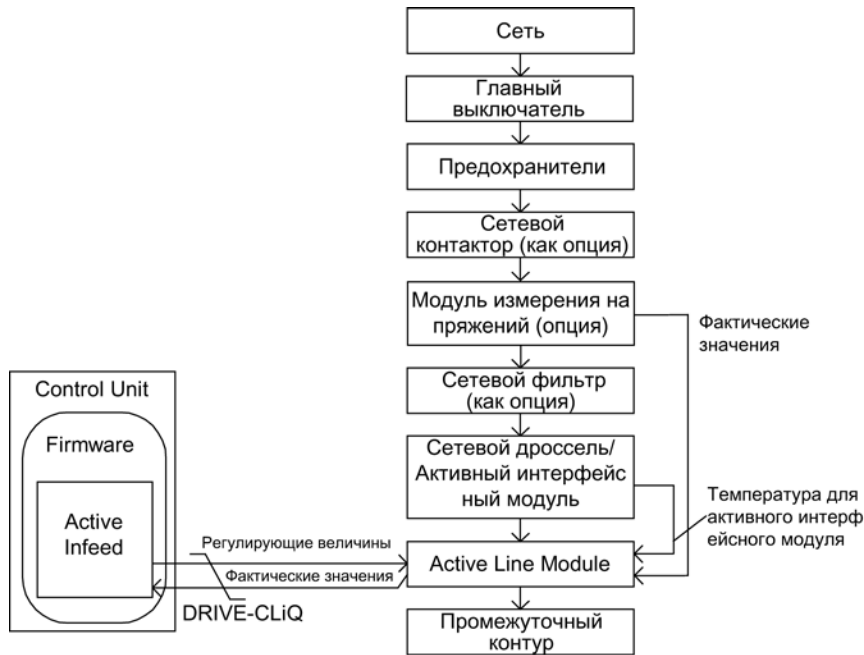 Сеть
Главный
выключатель
Предохранители
Сетевой
контактор (как опция)
Модуль измерения на
пряжений (опция)
Фактические
значения
Сетевой фильтр
(как опция)
Control Unit
Firmware
Active
Infeed
Сетевой дроссель/
Активный интерфейс
ный модуль
Температура для
активного интерф
ейсного модуля
Регулирующие величины
Фактические значения
DRIVE-CLiQ
Active Line Module
Промежуточный
контур